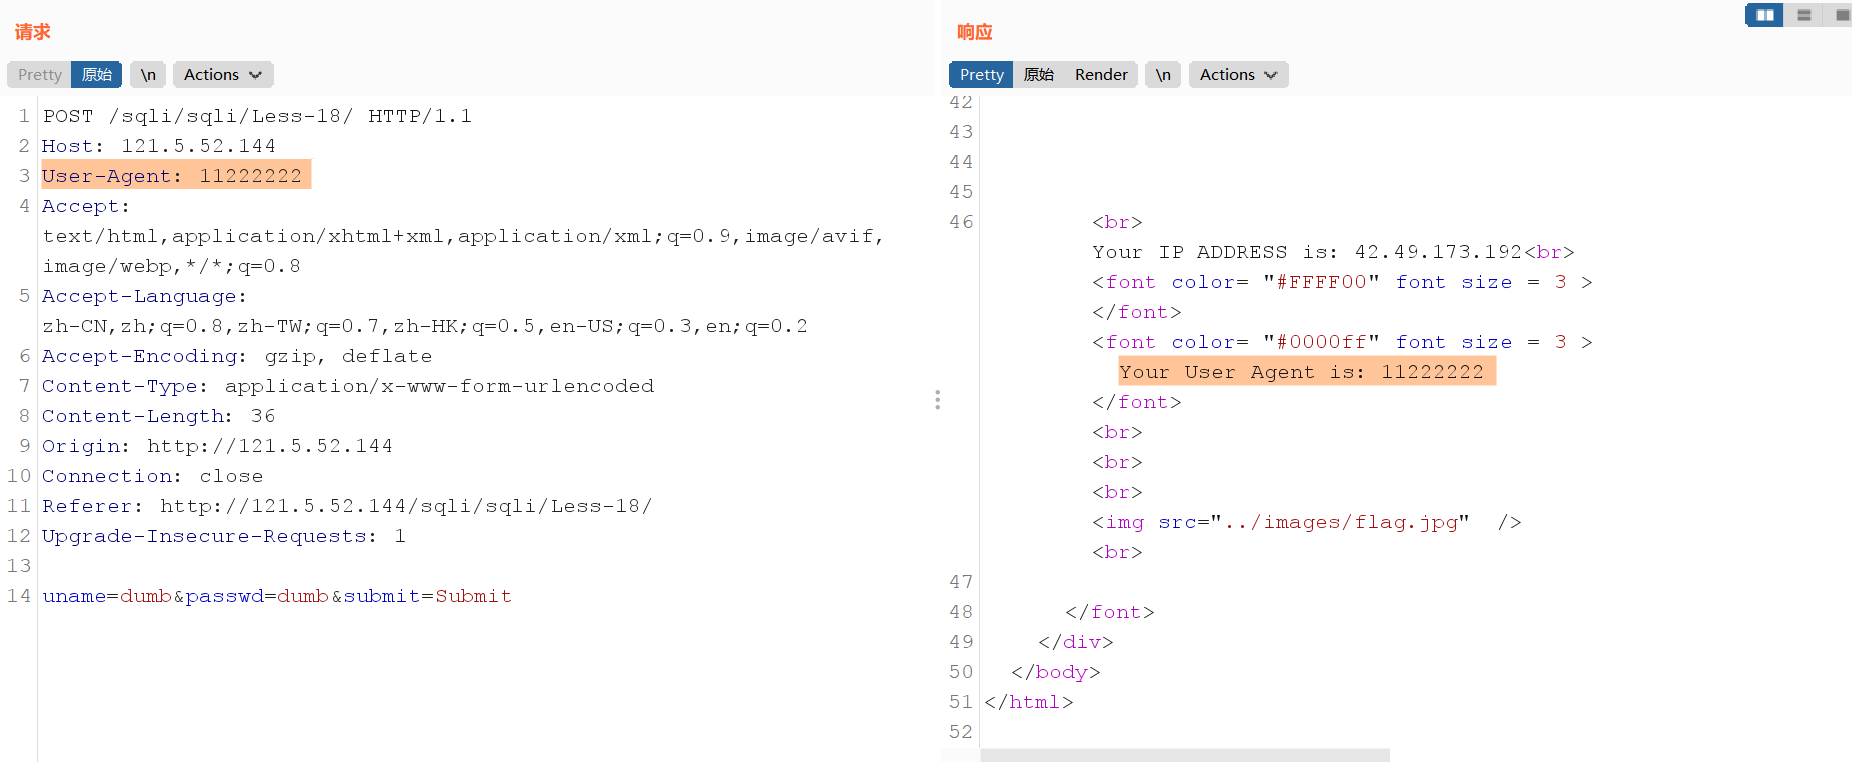 请求
Pretty 原始 \n Actions
1 POST /sqli/sqli/Less-18/ HTTP/1.1
2 Host: 121.5.52.144
3 User-Agent: 11222222
4 Accept:
text/html,application/xhtml+xml,application/xml;q=0.9,image/avif,
image/webp,*/*;q=0.8
5 Accept-Language:
zh-CN,zh;q=0.8,zh-TW;q=0.7,zh-HK;q=0.5,en-US;q=0.3,en;q=0.2
6 Accept-Encoding: gzip, deflate
7 Content-Type: application/x-www-form-urlencoded
8 Content-Length: 36
9 Origin: http://121.5.52.144
10 Connection: close
11 Referer: http://121.5.52.144/sqli/sqli/Less-18/
12 Upgrade-Insecure-Requests: 1
13
14 uname=dumb&passwd=dumb&submit=Submit
响应
Pretty 原始 Render \n Actions
42
43
44
45
46 <br>
Your IP ADDRESS is: 42.49.173.192<br>
<font color= "#FFFF00" font size = 3 >
</font>
<font color= "#0000ff" font size = 3 >
Your User Agent is: 11222222
</font>
<br>
<br>
<br>
<img src="../images/flag.jpg"  />
<br>
47
48 </font>
49 </div>
50 </body>
51 </html>
52